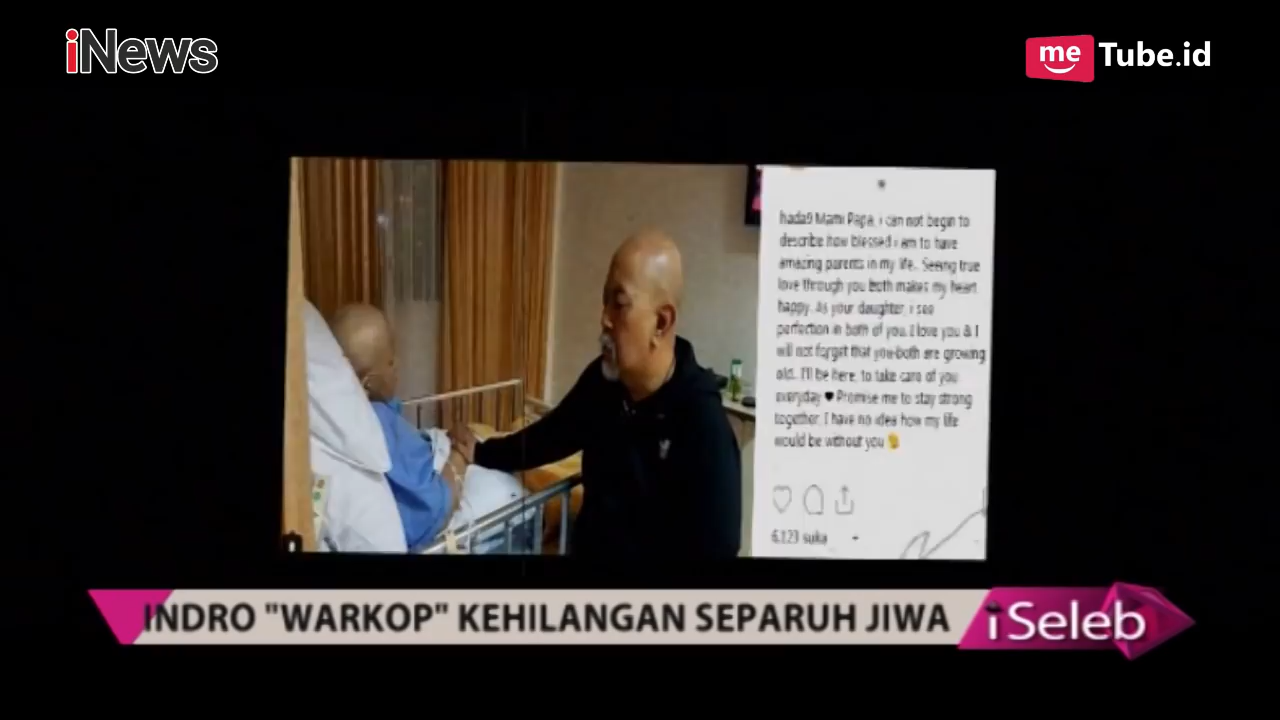 iNews
me Tube.id
hada9 Mami Papa, i can not begin to
describe how blessed i am to have
amazing parents in my life.. Seeing true
love through you both makes my heart
happy. As your daughter, i see
perfection in both of you. I love you & I
will not forget that you both are growing
old.. I'll be here, to take care of you
everyday ♥ Promise me to stay strong
together. I have no idea how my life
would be without you
6.123 suka
INDRO "WARKOP" KEHILANGAN SEPARUH JIWA
iSeleb